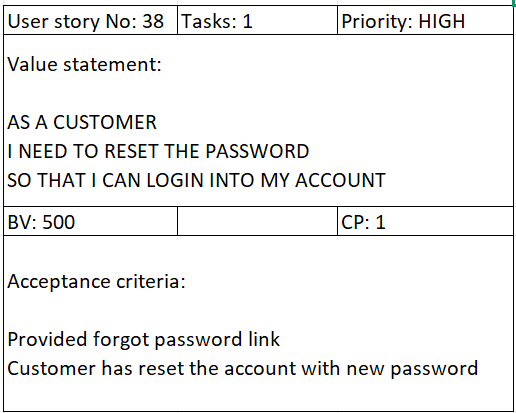 User story No: 38 Tasks: 1 Priority: HIGH
Value statement:
AS A CUSTOMER
I NEED TO RESET THE PASSWORD
SO THAT I CAN LOGIN INTO MY ACCOUNT
BV: 500 CP: 1
Acceptance criteria:
Provided forgot password link
Customer has reset the account with new password